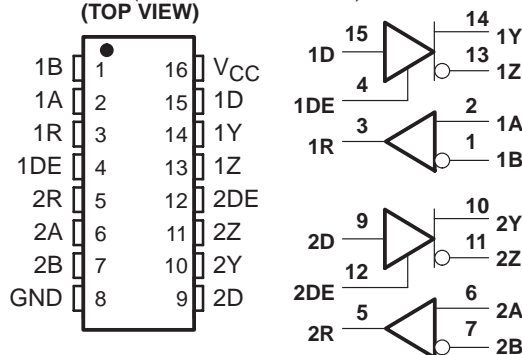 (TOP VIEW)
1B 1 16 VCC
1A 2 15 1D
1R 3 14 1Y
1DE 4 13 1Z
2R 5 12 2DE
2A 6 11 2Z
2B 7 10 2Y
GND 8 9 2D
14
15 1Y
1D 13
4 1Z
1DE
3 2 1A
1R 1
1B
10
9 2Y
2D 11
12 2Z
2DE
5 6 2A
2R 7
2B